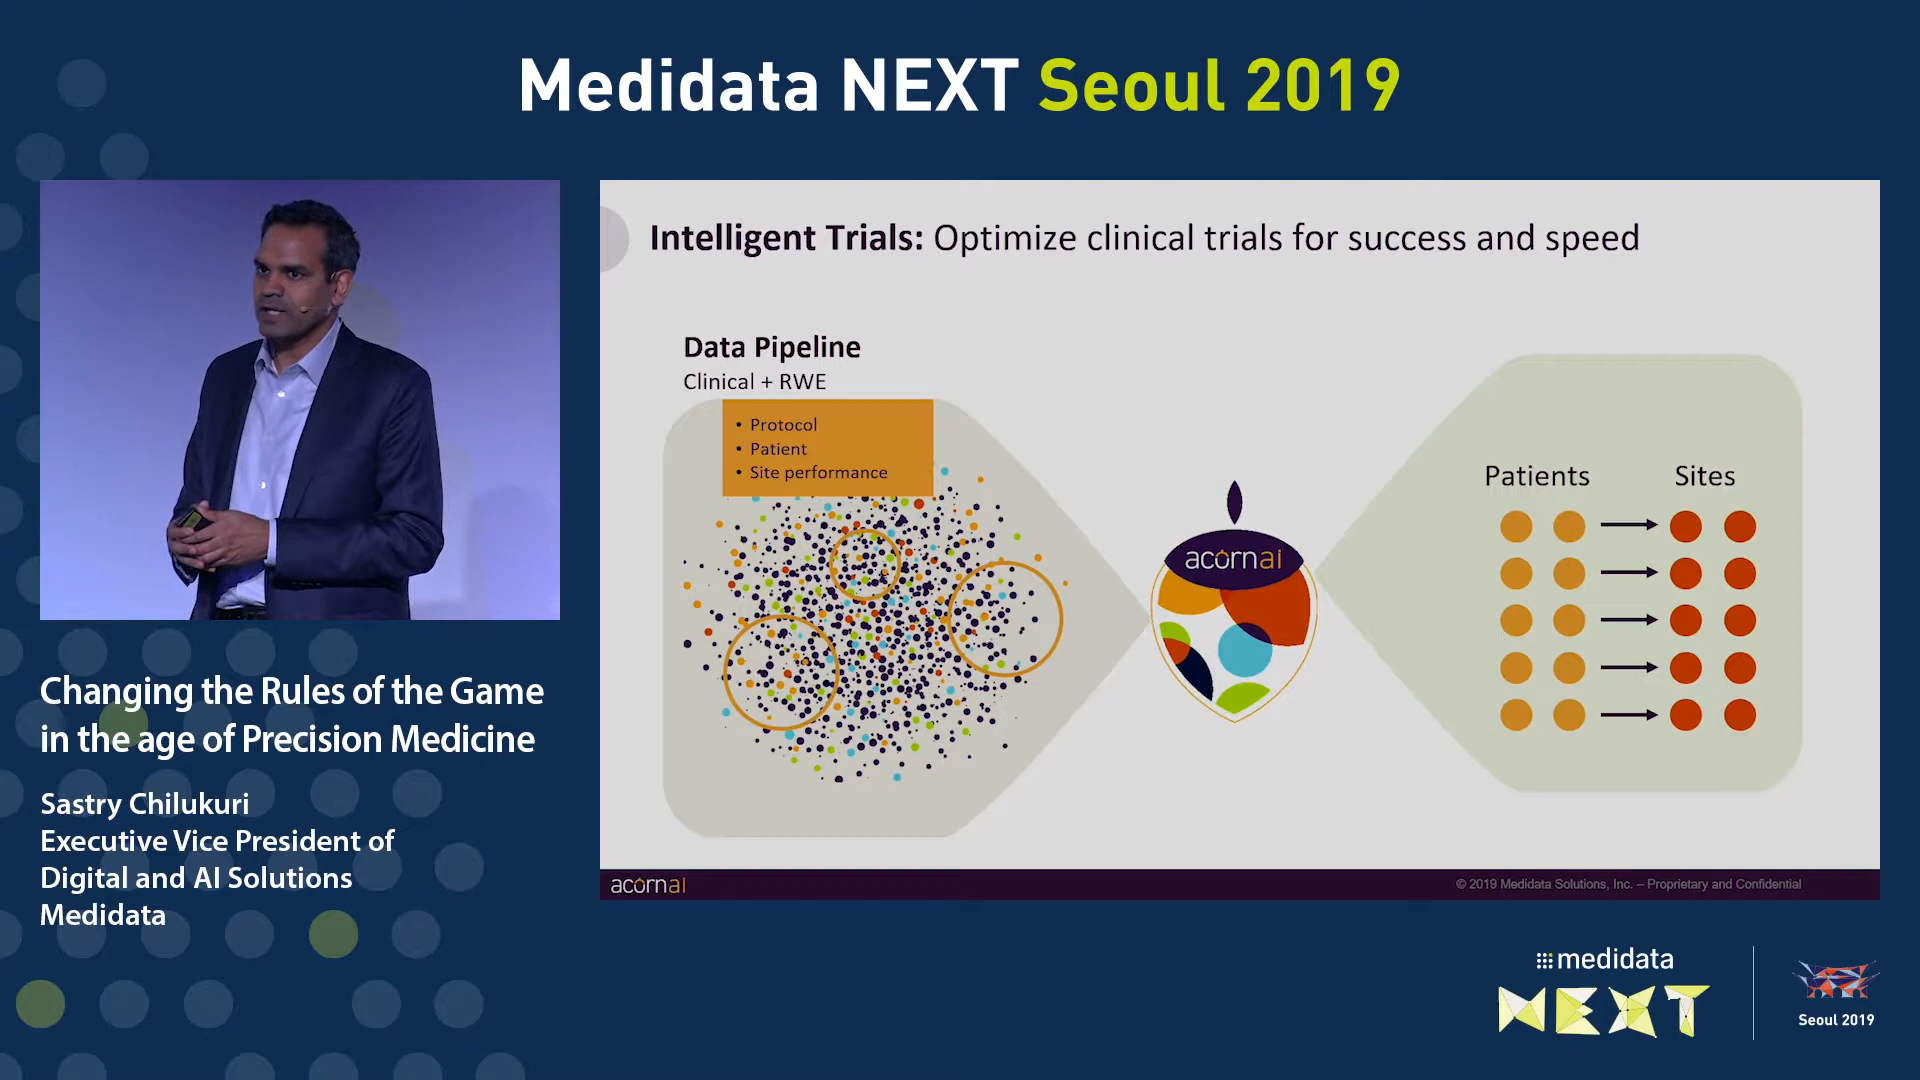 Medidata NEXT Seoul 2019
Intelligent Trials: Optimize clinical trials for success and speed
Data Pipeline
Clinical + RWE
• Protocol
• Patient
• Site performance
acornai
Patients
Sites
Changing the Rules of the Game
in the age of Precision Medicine
Sastry Chilukuri
Executive Vice President of
Digital and AI Solutions
Medidata
acornai
© 2019 Medidata Solutions, Inc. – Proprietary and Confidential
medidata
NEXT
Seoul 2019